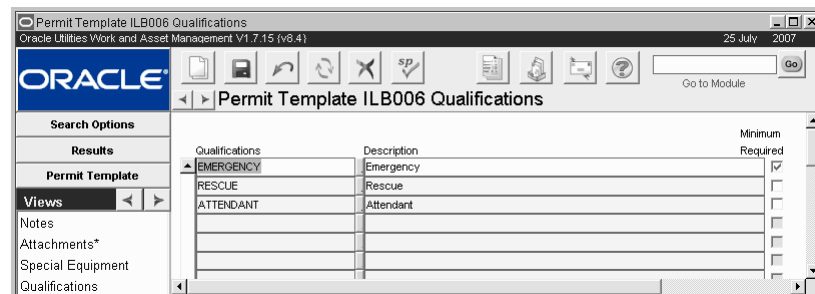 Permit Template ILB006 Qualifications
Oracle Utilities Work and Asset Management V1.7.15 (v8.4) 25 July 2007
ORACLE
sp
Go
Go to Module
Permit Template ILB006 Qualifications
Search Options
Results
Permit Template
Views
Notes
Attachments*
Special Equipment
Qualifications
Minimum
Qualifications Description Required
EMERGENCY Emergency
RESCUE Rescue
ATTENDANT Attendant